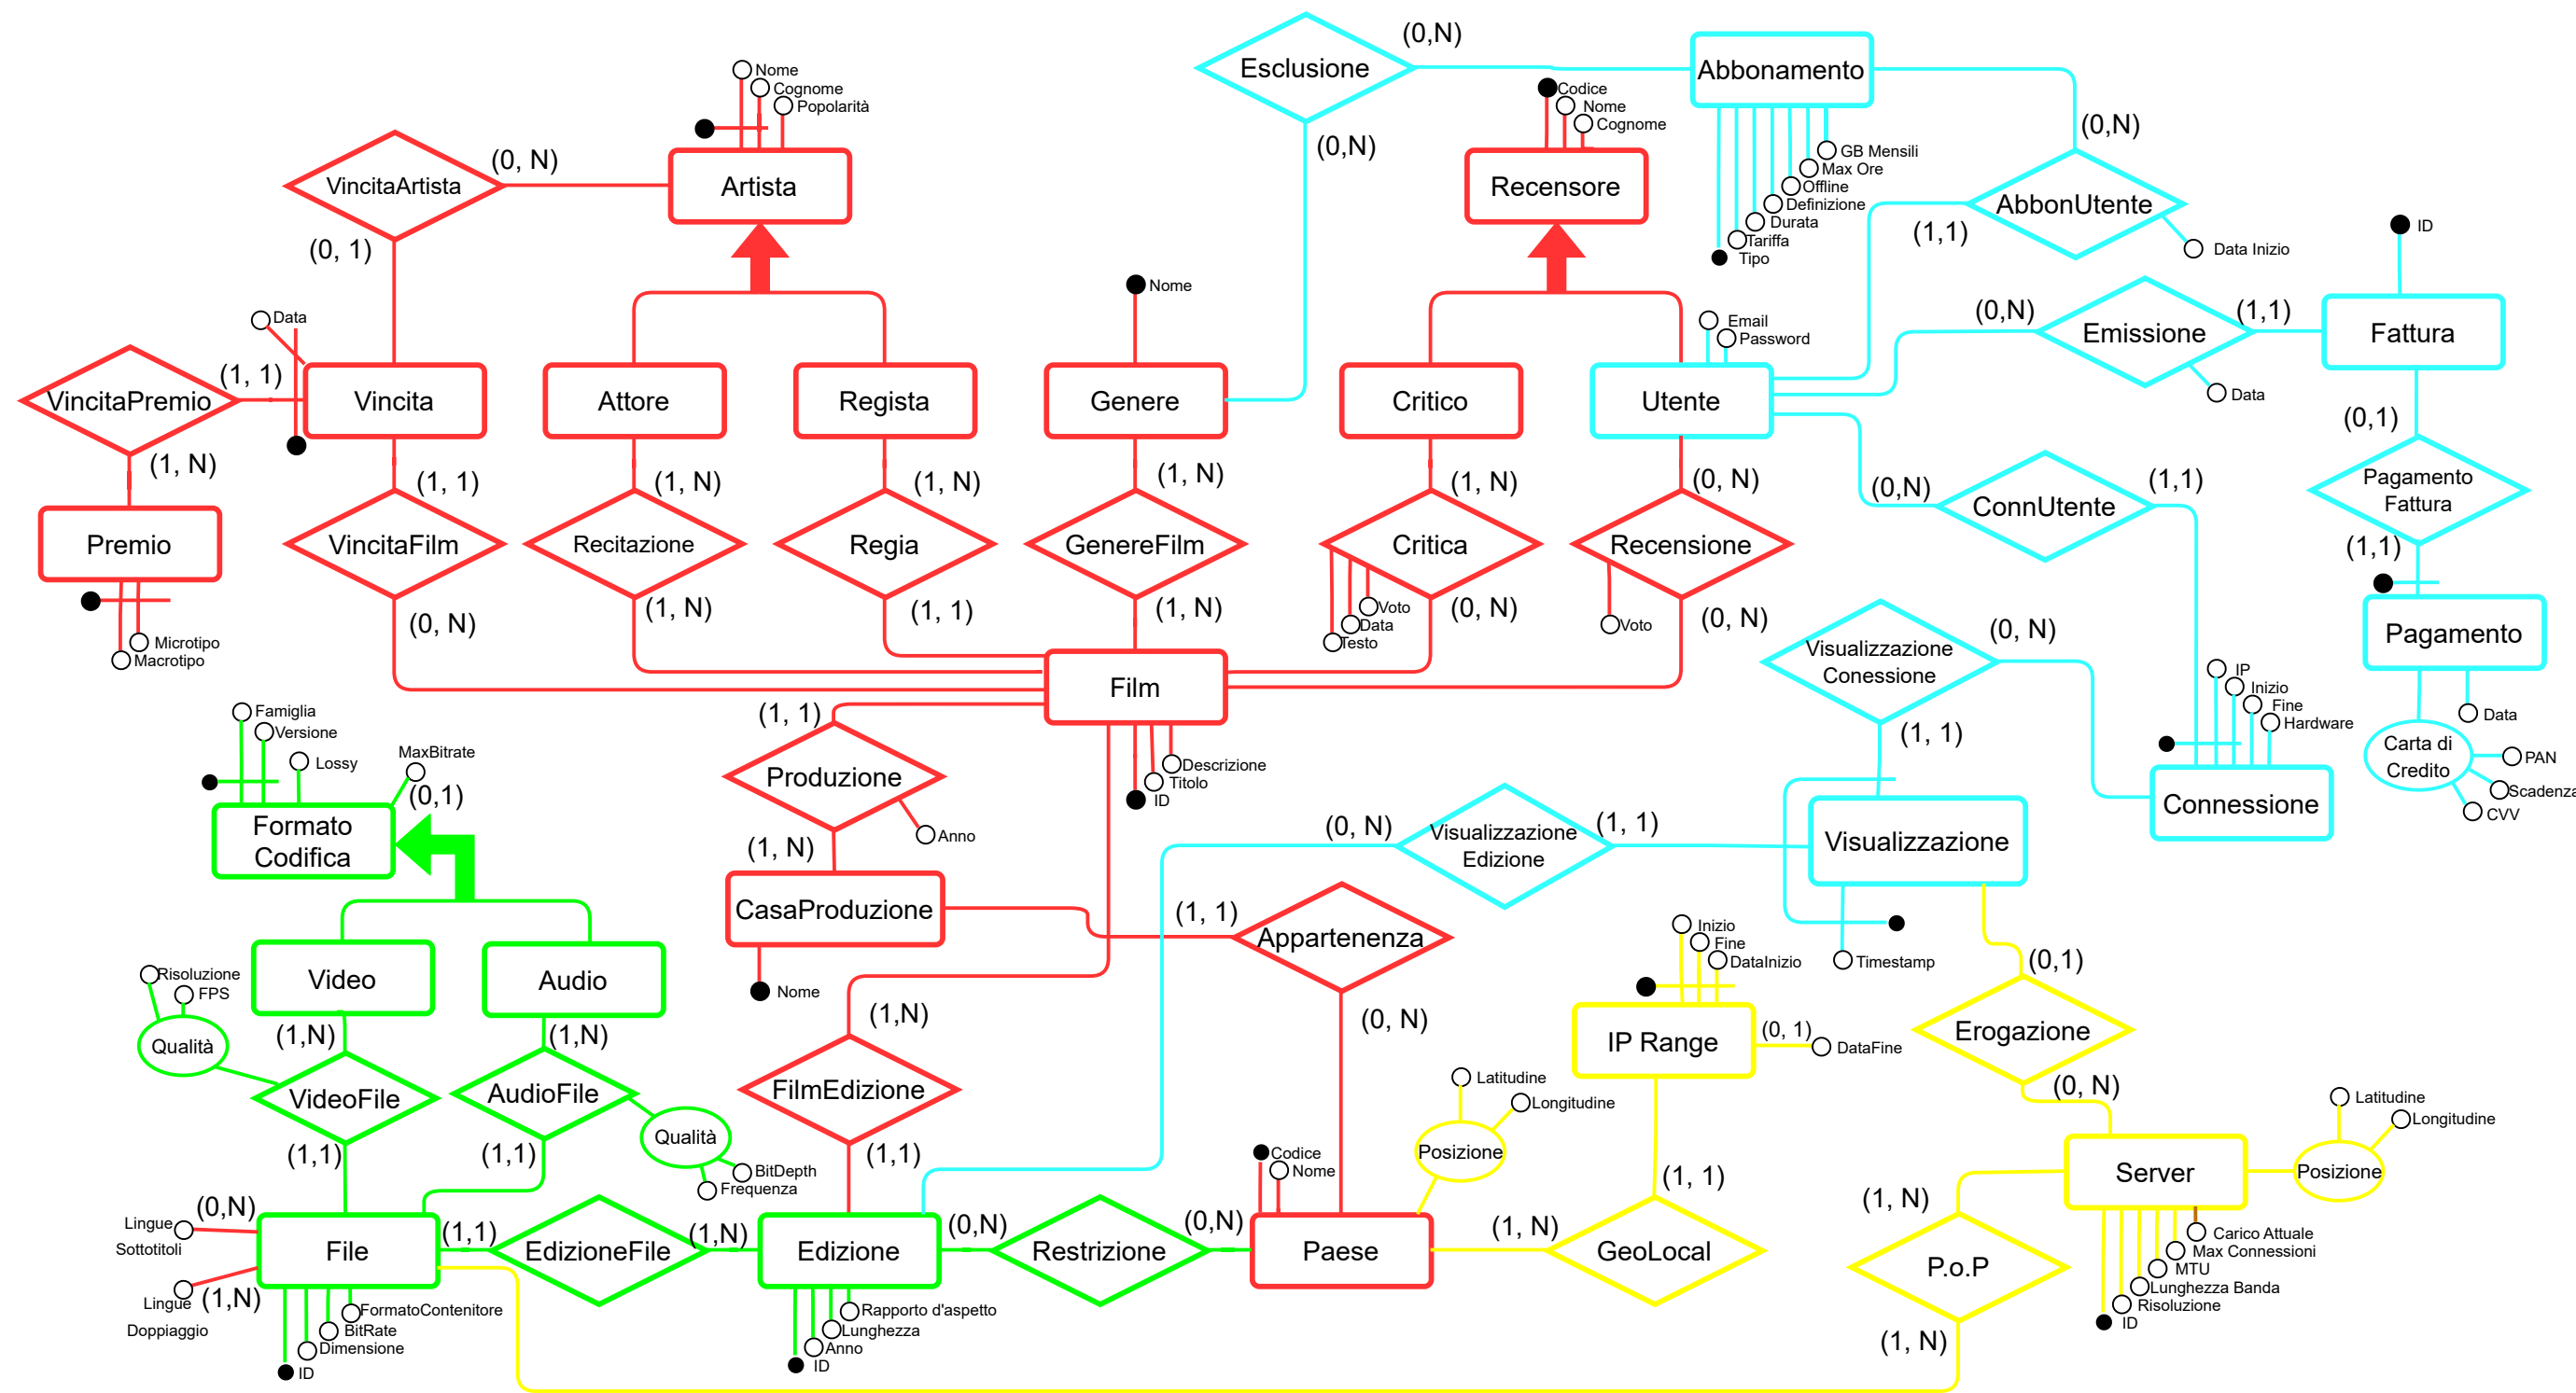 Esclusione
(0,N)
Abbonamento
(0,N)
GB Mensili
Max Ore
Offline
Definizione
Durata
Tariffa
Tipo
(0,N)
AbbonUtente
(1,1)
Data Inizio
Nome
Cognome
Popolarità
Artista
(0, N)
VincitaArtista
(0, 1)
Codice
Nome
Cognome
Recensore
ID
Fattura
(1,1)
Emissione
(0,N)
Data
Data
Vincita
(1, 1)
VincitaPremio
(1, N)
Premio
Microtipo
Macrotipo
Attore
Regista
Nome
Genere
Critico
Email
Password
Utente
(1, 1)
VincitaFilm
(0, N)
(1, N)
Recitazione
(1, N)
(1, N)
Regia
(1, 1)
(1, N)
GenereFilm
(1, N)
(1, N)
Critica
(0, N)
Voto
Data
Testo
(0, N)
Recensione
(0, N)
Voto
(0,N)
ConnUtente
(1,1)
(0,1)
Pagamento
Fattura
(1,1)
Pagamento
Data
Carta di
Credito
PAN
Scadenza
CVV
Visualizzazione
Conessione
(0, N)
(1, 1)
IP
Inizio
Fine
Hardware
Connessione
Film
Descrizione
Titolo
ID
(1, 1)
Produzione
Anno
(1, N)
CasaProduzione
Nome
Famiglia
Versione
Lossy
MaxBitrate
(0,1)
Formato
Codifica
Video
Audio
Risoluzione
FPS
Qualità
(1,N)
VideoFile
(1,1)
(1,N)
AudioFile
(1,1)
Qualità
BitDepth
Frequenza
(0, N)
Visualizzazione
Edizione
(1, 1)
Visualizzazione
Timestamp
(1, 1)
Appartenenza
(0, N)
(1,N)
FilmEdizione
(1,1)
Inizio
Fine
DataInizio
IP Range
(0, 1)
DataFine
(0,1)
Erogazione
(0, N)
Latitudine
Longitudine
Posizione
Codice
Nome
(1, 1)
Latitudine
Longitudine
Posizione
Server
Carico Attuale
Max Connessioni
MTU
Lunghezza Banda
Risoluzione
ID
(1, N)
P.o.P
(1, N)
Lingue
Sottotitoli
(0,N)
Lingue
Doppiaggio
(1,N)
File
FormatoContenitore
BitRate
Dimensione
ID
(1,1)
EdizioneFile
(1,N)
Edizione
Rapporto d'aspetto
Lunghezza
Anno
ID
(0,N)
Restrizione
(0,N)
Paese
(1, N)
GeoLocal